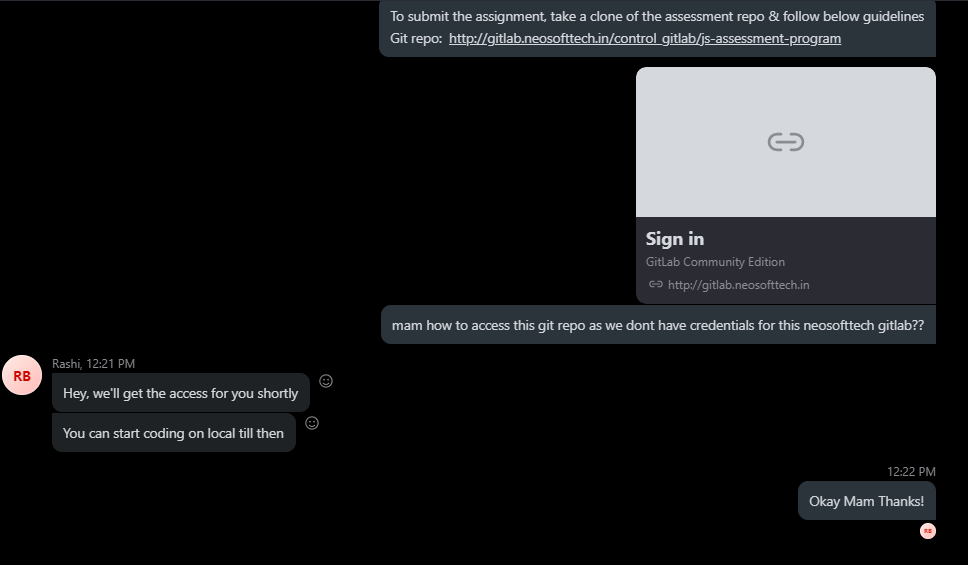 To submit the assignment, take a clone of the assessment repo & follow below guidelines
Git repo: http://gitlab.neosofttech.in/control_gitlab/js-assessment-program
Sign in
GitLab Community Edition
http://gitlab.neosofttech.in
mam how to access this git repo as we dont have credentials for this neosofttech gitlab??
RB
Rashi, 12:21 PM
Hey, we'll get the access for you shortly
You can start coding on local till then
12:22 PM
Okay Mam Thanks!
RB